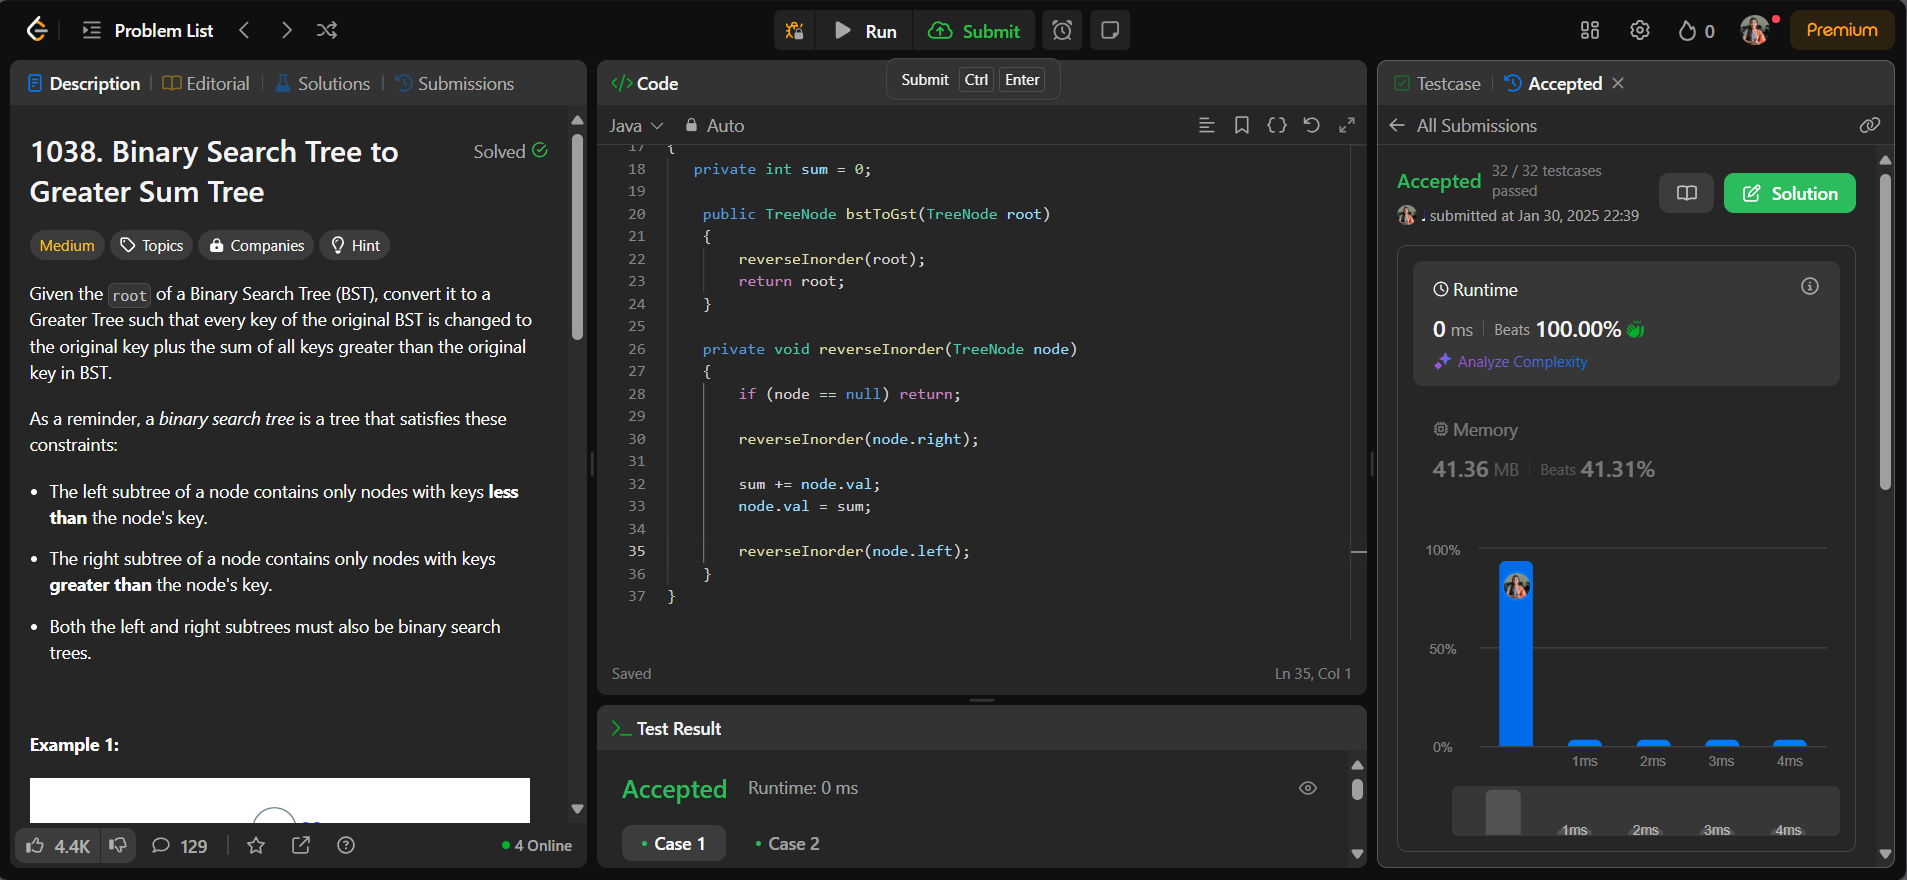 Problem List
Run
Submit
0
Premium
Submit Ctrl Enter
Description
Editorial
Solutions
Submissions
1038. Binary Search Tree to
Greater Sum Tree
Solved
Medium
Topics
Companies
Hint
Given the root of a Binary Search Tree (BST), convert it to a
Greater Tree such that every key of the original BST is changed to
the original key plus the sum of all keys greater than the original
key in BST.
As a reminder, a binary search tree is a tree that satisfies these
constraints:
• The left subtree of a node contains only nodes with keys less
than the node's key.
• The right subtree of a node contains only nodes with keys
greater than the node's key.
• Both the left and right subtrees must also be binary search
trees.
Example 1:
4.4K
129
4 Online
</> Code
Java
Auto
17 {
18 private int sum = 0;
19
20 public TreeNode bstToGst(TreeNode root)
21 {
22 reverseInorder(root);
23 return root;
24 }
25
26 private void reverseInorder(TreeNode node)
27 {
28 if (node == null) return;
29
30 reverseInorder(node.right);
31
32 sum += node.val;
33 node.val = sum;
34
35 reverseInorder(node.left);
36 }
37 }
Saved
Ln 35, Col 1
>_ Test Result
Accepted
Runtime: 0 ms
• Case 1
• Case 2
Testcase
Accepted
All Submissions
Accepted
32 / 32 testcases
passed
submitted at Jan 30, 2025 22:39
Solution
Runtime
0 ms
Beats 100.00%
Analyze Complexity
Memory
41.36 MB
Beats 41.31%
100%
50%
0%
1ms 2ms 3ms 4ms
1ms 2ms 3ms 4ms